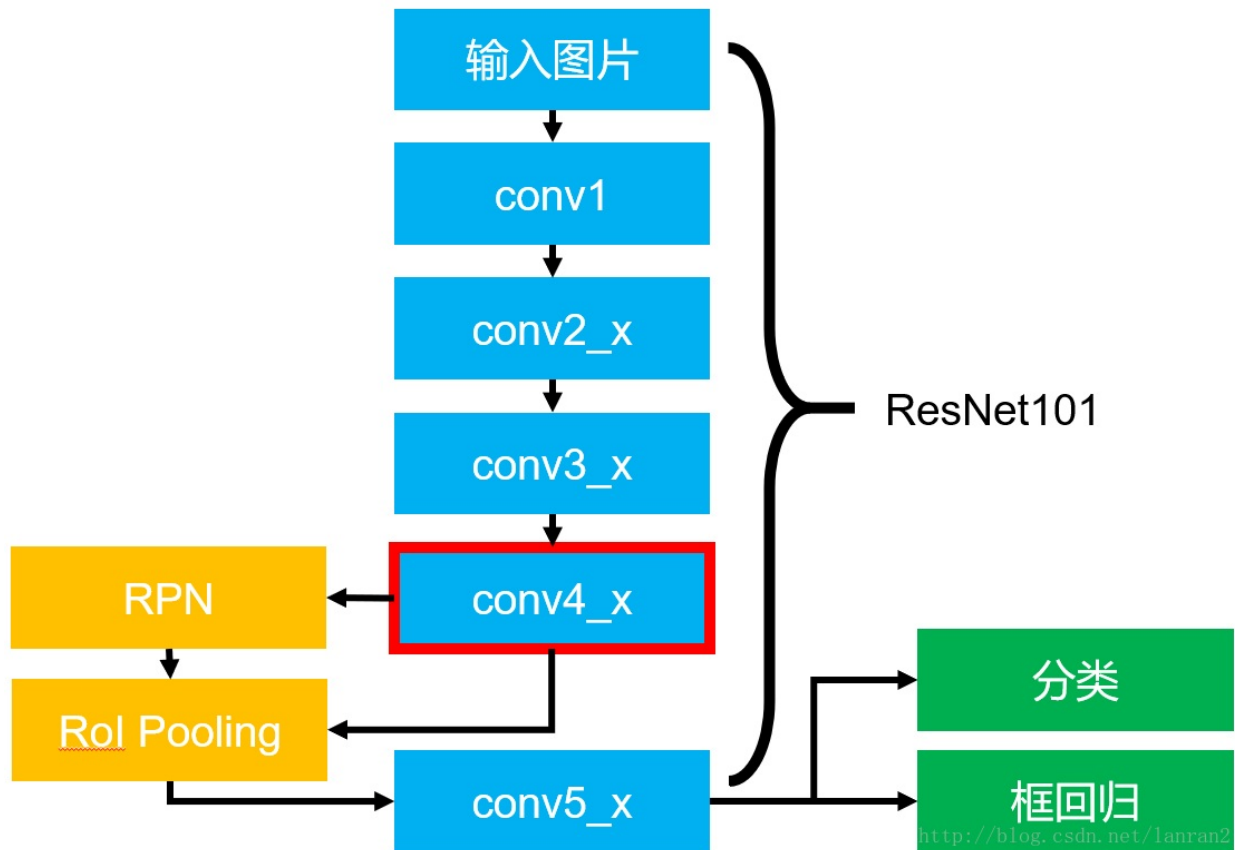 输入图片
conv1
conv2_x
conv3_x
ResNet101
RPN
conv4_x
分类
RoI Pooling
conv5_x
框回归
http://blog.csdn.net/lanran2